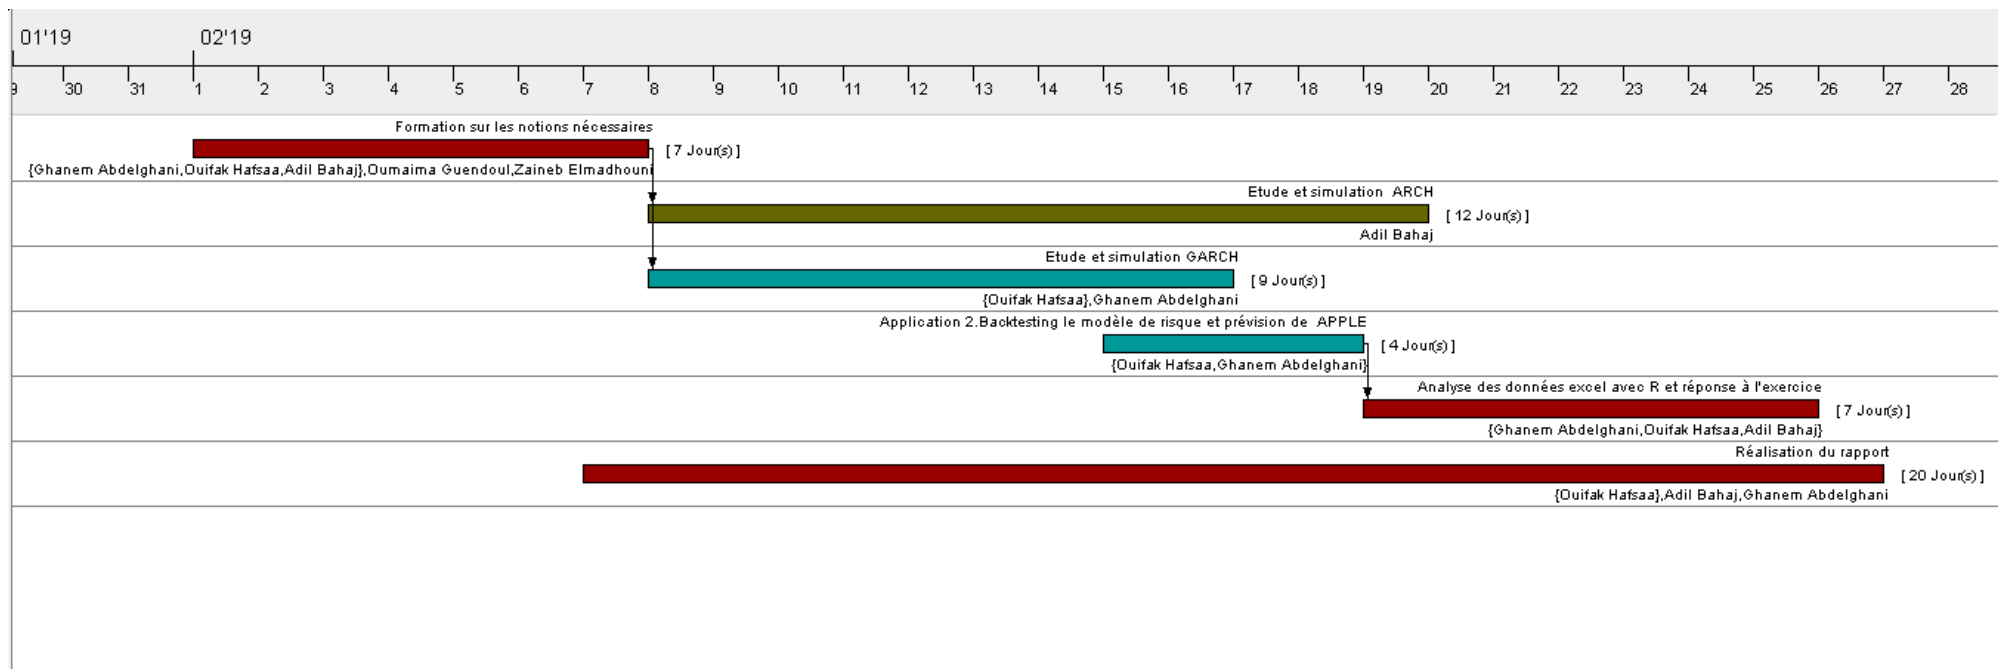 01'19 02'19
9 30 31 1 2 3 4 5 6 7 8 9 10 11 12 13 14 15 16 17 18 19 20 21 22 23 24 25 26 27 28
Formation sur les notions nécessaires
[ 7 Jour(s) ]
{Ghanem Abdelghani,Ouifak Hafsaa,Adil Bahaj},Oumaima Guendoul,Zaineb Elmadhouni
Etude et simulation ARCH
[ 12 Jour(s) ]
Adil Bahaj
Etude et simulation GARCH
[ 9 Jour(s) ]
{Ouifak Hafsaa},Ghanem Abdelghani
Application 2.Backtesting le modèle de risque et prévision de APPLE
[ 4 Jour(s) ]
{Ouifak Hafsaa,Ghanem Abdelghani}
Analyse des données excel avec R et réponse à l'exercice
[ 7 Jour(s) ]
{Ghanem Abdelghani,Ouifak Hafsaa,Adil Bahaj}
Réalisation du rapport
[ 20 Jour(s) ]
{Ouifak Hafsaa},Adil Bahaj,Ghanem Abdelghani